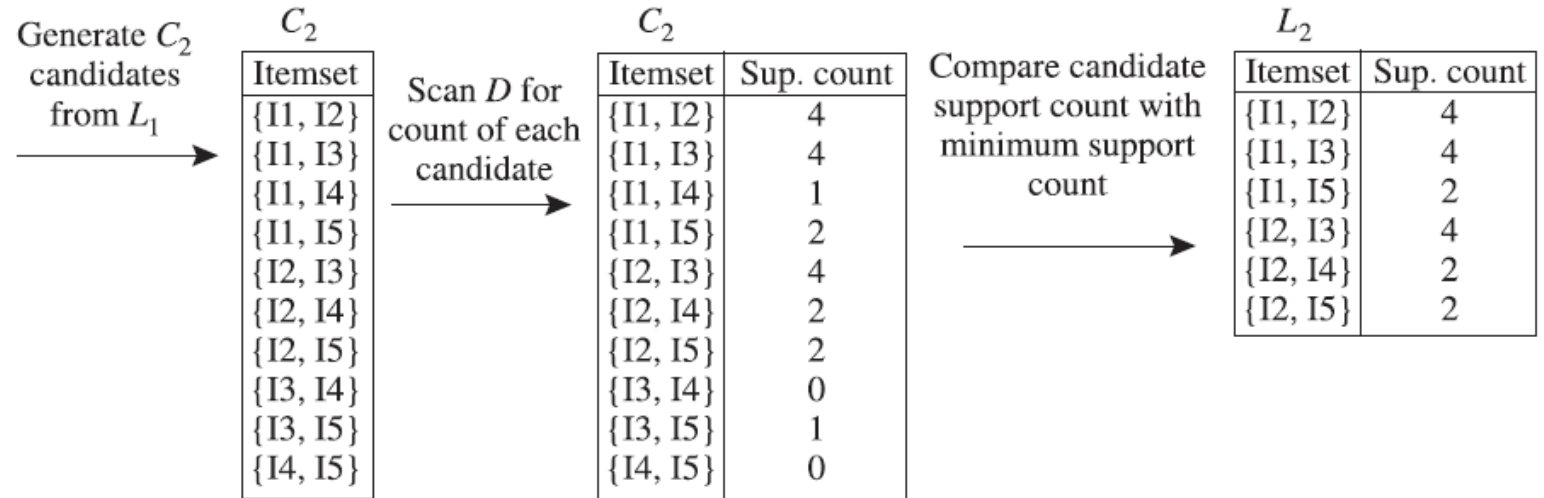 Generate C2
candidates
from L1
C2
Itemset
{I1, I2}
{I1, I3}
{I1, I4}
{I1, I5}
{I2, I3}
{I2, I4}
{I2, I5}
{I3, I4}
{I3, I5}
{I4, I5}
Scan D for
count of each
candidate
C2
Itemset Sup. count
{I1, I2} 4
{I1, I3} 4
{I1, I4} 1
{I1, I5} 2
{I2, I3} 4
{I2, I4} 2
{I2, I5} 2
{I3, I4} 0
{I3, I5} 1
{I4, I5} 0
Compare candidate
support count with
minimum support
count
L2
Itemset Sup. count
{I1, I2} 4
{I1, I3} 4
{I1, I5} 2
{I2, I3} 4
{I2, I4} 2
{I2, I5} 2